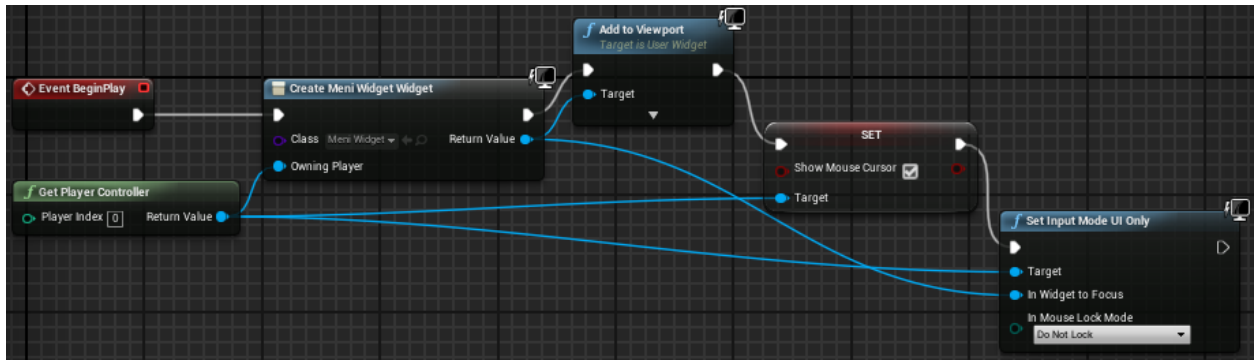 Event BeginPlay
Create Meni Widget Widget
Class Meni Widget Return Value
Owning Player
Get Player Controller
Player Index 0 Return Value
f Add to Viewport
Target is User Widget
Target
SET
Show Mouse Cursor
Target
Set Input Mode UI Only
Target
In Widget to Focus
In Mouse Lock Mode
Do Not Lock